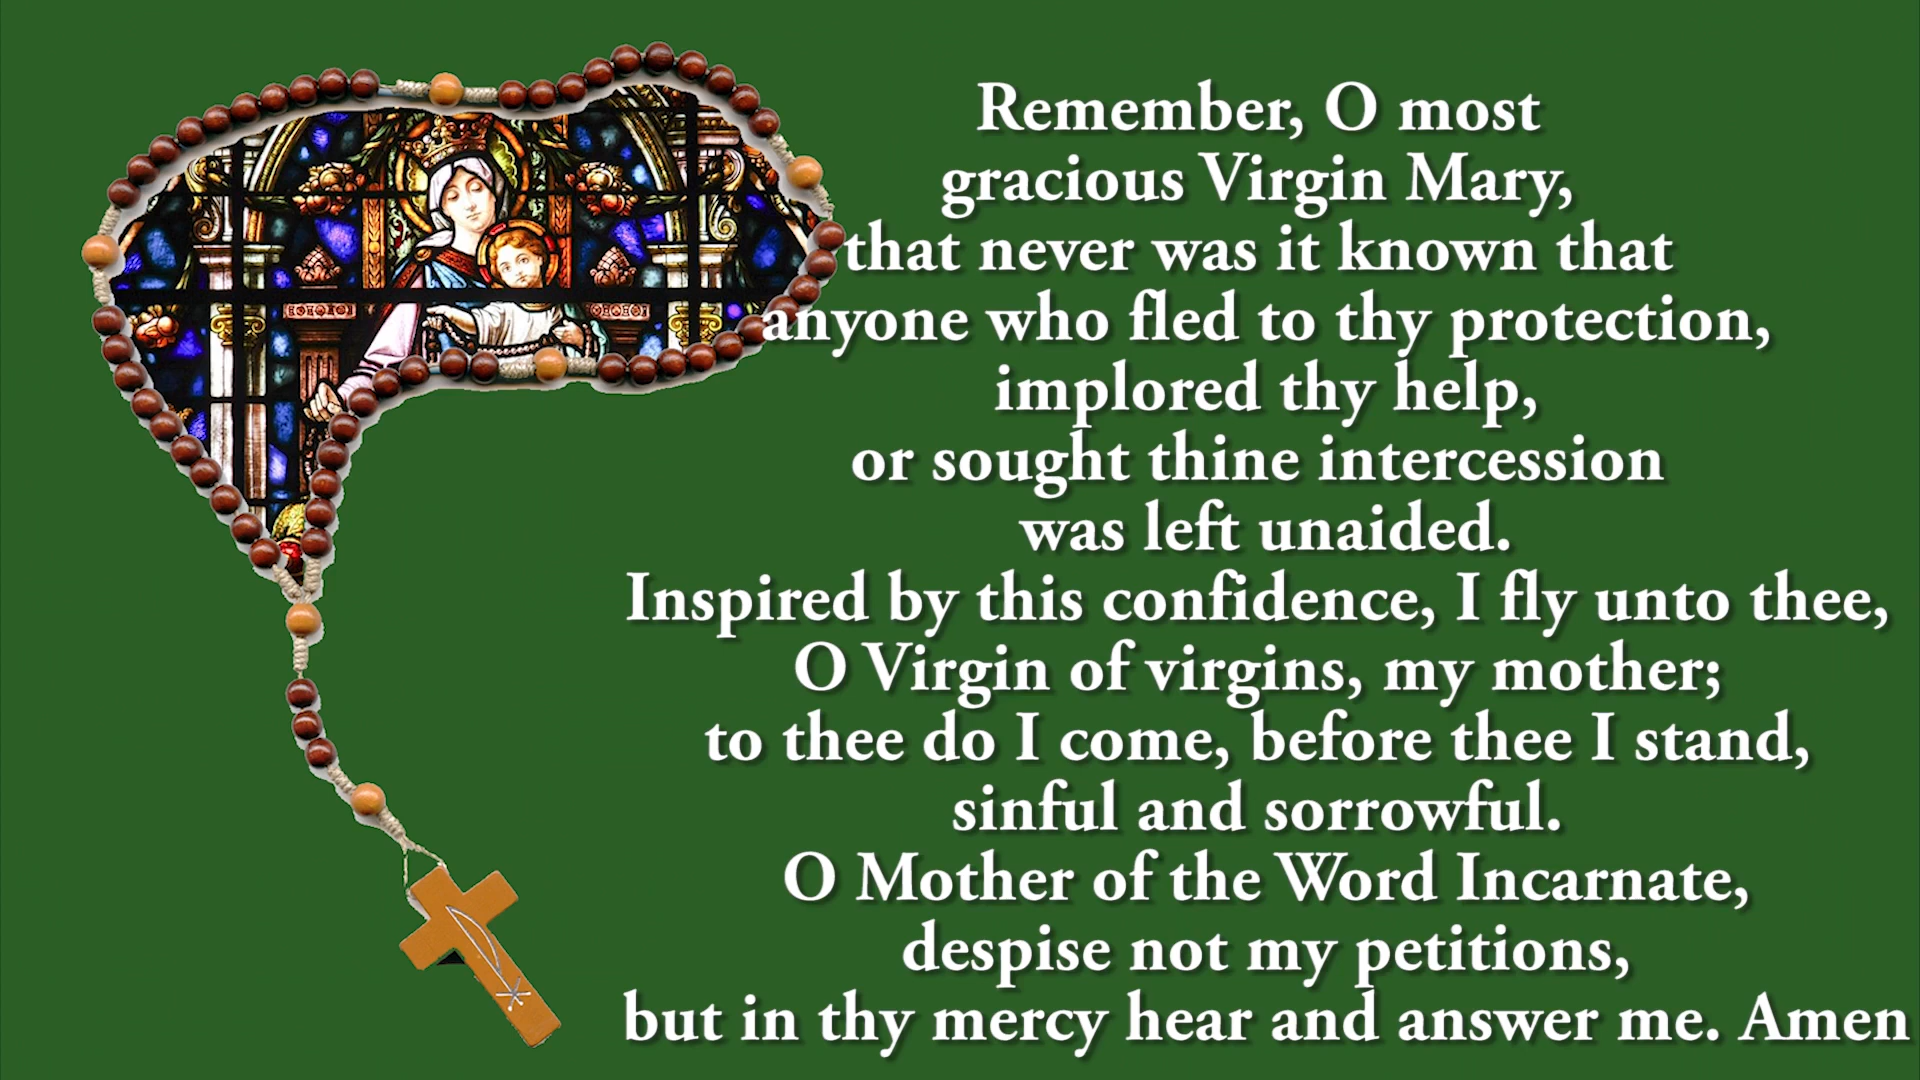 Remember, O most
gracious Virgin Mary,
that never was it known that
anyone who fled to thy protection,
implored thy help,
or sought thine intercession
was left unaided.
Inspired by this confidence, I fly unto thee,
O Virgin of virgins, my mother;
to thee do I come, before thee I stand,
sinful and sorrowful.
O Mother of the Word Incarnate,
despise not my petitions,
but in thy mercy hear and answer me. Amen